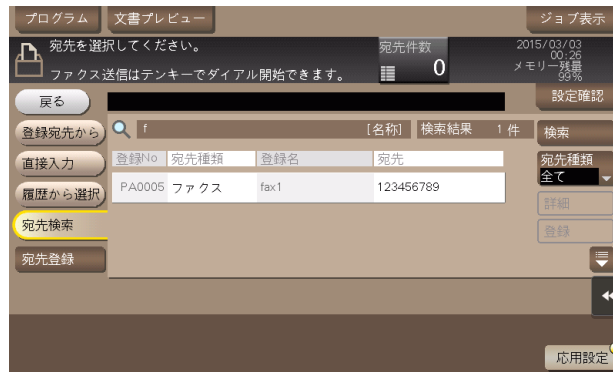 プログラム
文書プレビュー
ジョブ表示
宛先を選択してください。
ファクス送信はテンキーでダイアル開始できます。
宛先件数
0
2015/03/03
00:26
メモリー残量
99%
戻る
設定確認
登録宛先から
f
[名称]
検索結果
1 件
検索
直接入力
登録No
宛先種類
登録名
宛先
宛先種類
全て
履歴から選択
PA0005
ファクス
fax1
123456789
詳細
宛先検索
登録
宛先登録
応用設定